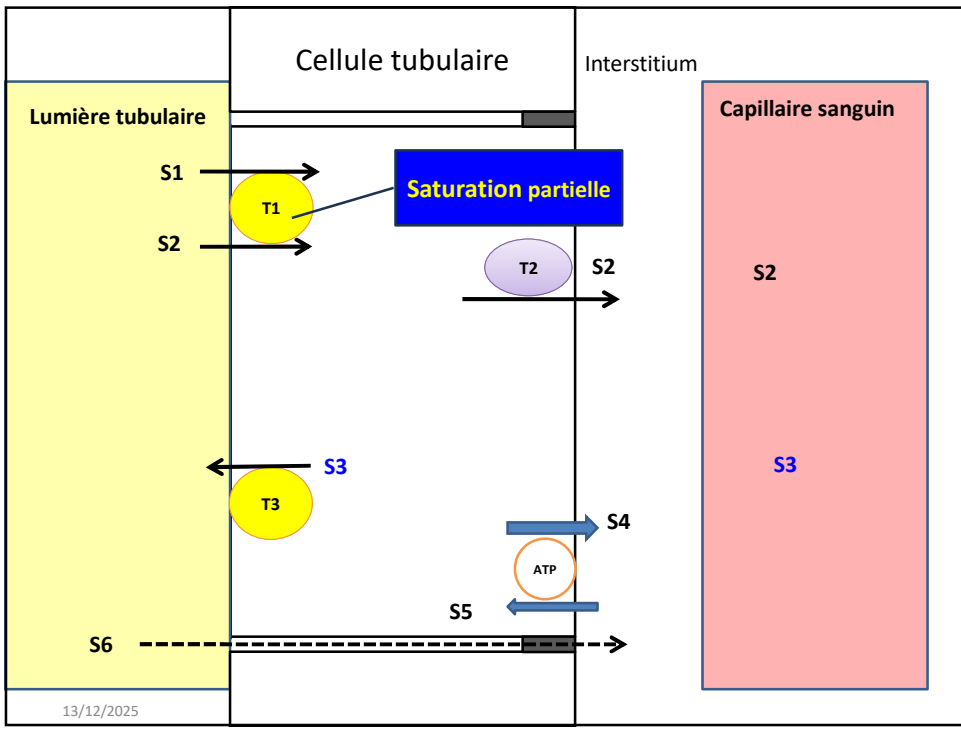 Cellule tubulaire
Interstitium
Lumière tubulaire
Capillaire sanguin
S1
T1
Saturation partielle
S2
T2
S2
S2
S3
S3
T3
S4
ATP
S5
S6
13/12/2025